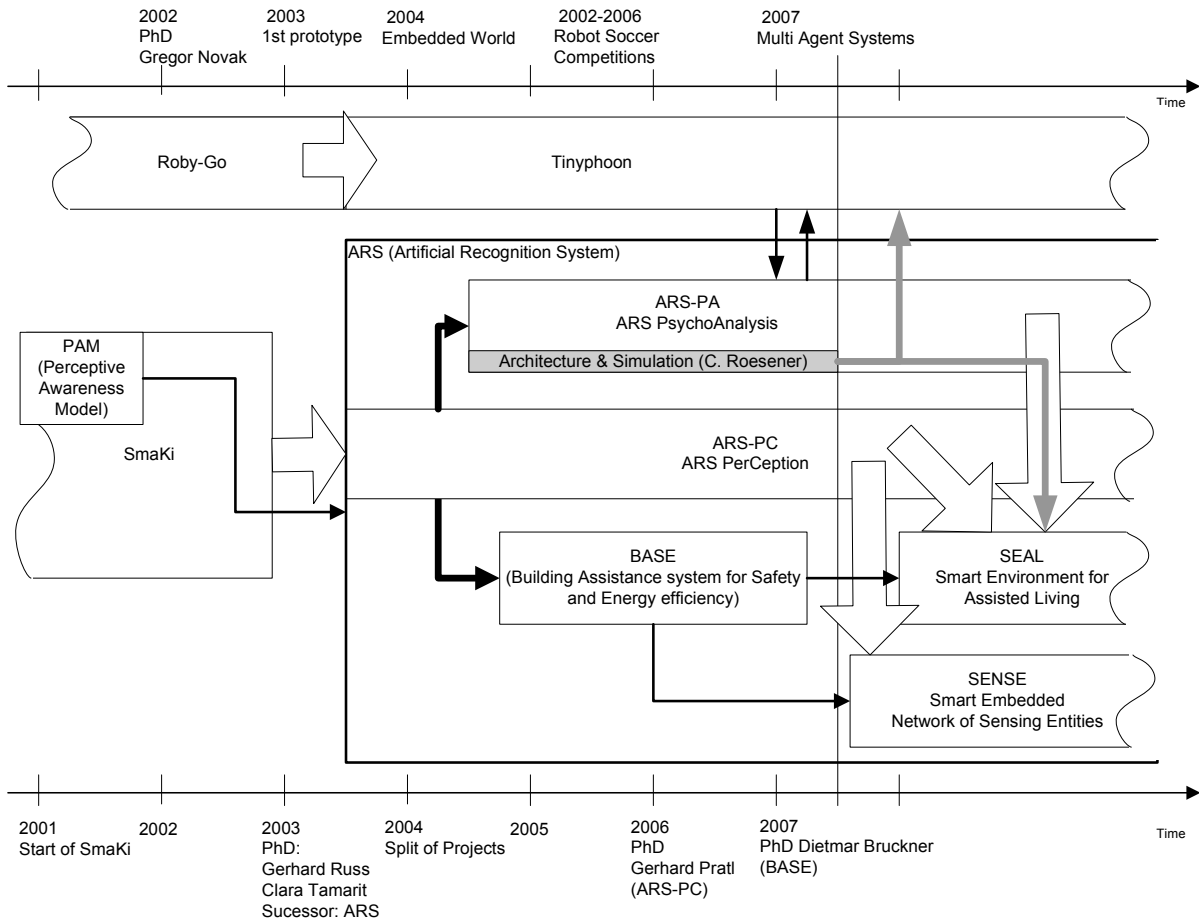 2002
PhD
Gregor Novak
2003
1st prototype
2004
Embedded World
2002-2006
Robot Soccer
Competitions
2007
Multi Agent Systems
Time
Roby-Go
Tinyphoon
ARS (Artificial Recognition System)
ARS-PA
ARS PsychoAnalysis
Architecture & Simulation (C. Roesener)
PAM
(Perceptive
Awareness
Model)
SmaKi
ARS-PC
ARS PerCeption
BASE
(Building Assistance system for Safety
and Energy efficiency)
SEAL
Smart Environment for
Assisted Living
SENSE
Smart Embedded
Network of Sensing Entities
2001
Start of SmaKi
2002
2003
PhD:
Gerhard Russ
Clara Tamarit
Sucessor: ARS
2004
Split of Projects
2005
2006
PhD
Gerhard Pratl
(ARS-PC)
2007
PhD Dietmar Bruckner
(BASE)
Time